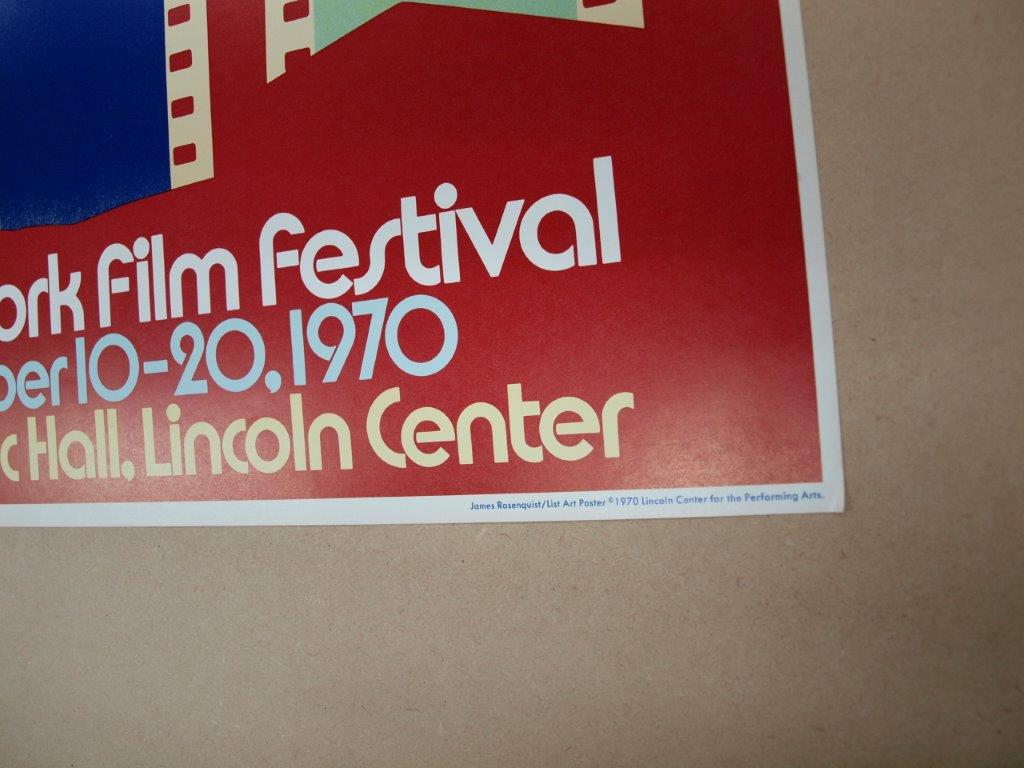 ork Film Festival
ber 10-20, 1970
c Hall, Lincoln Center
James Rosenquist/List Art Poster ©1970 Lincoln Center for the Performing Arts.